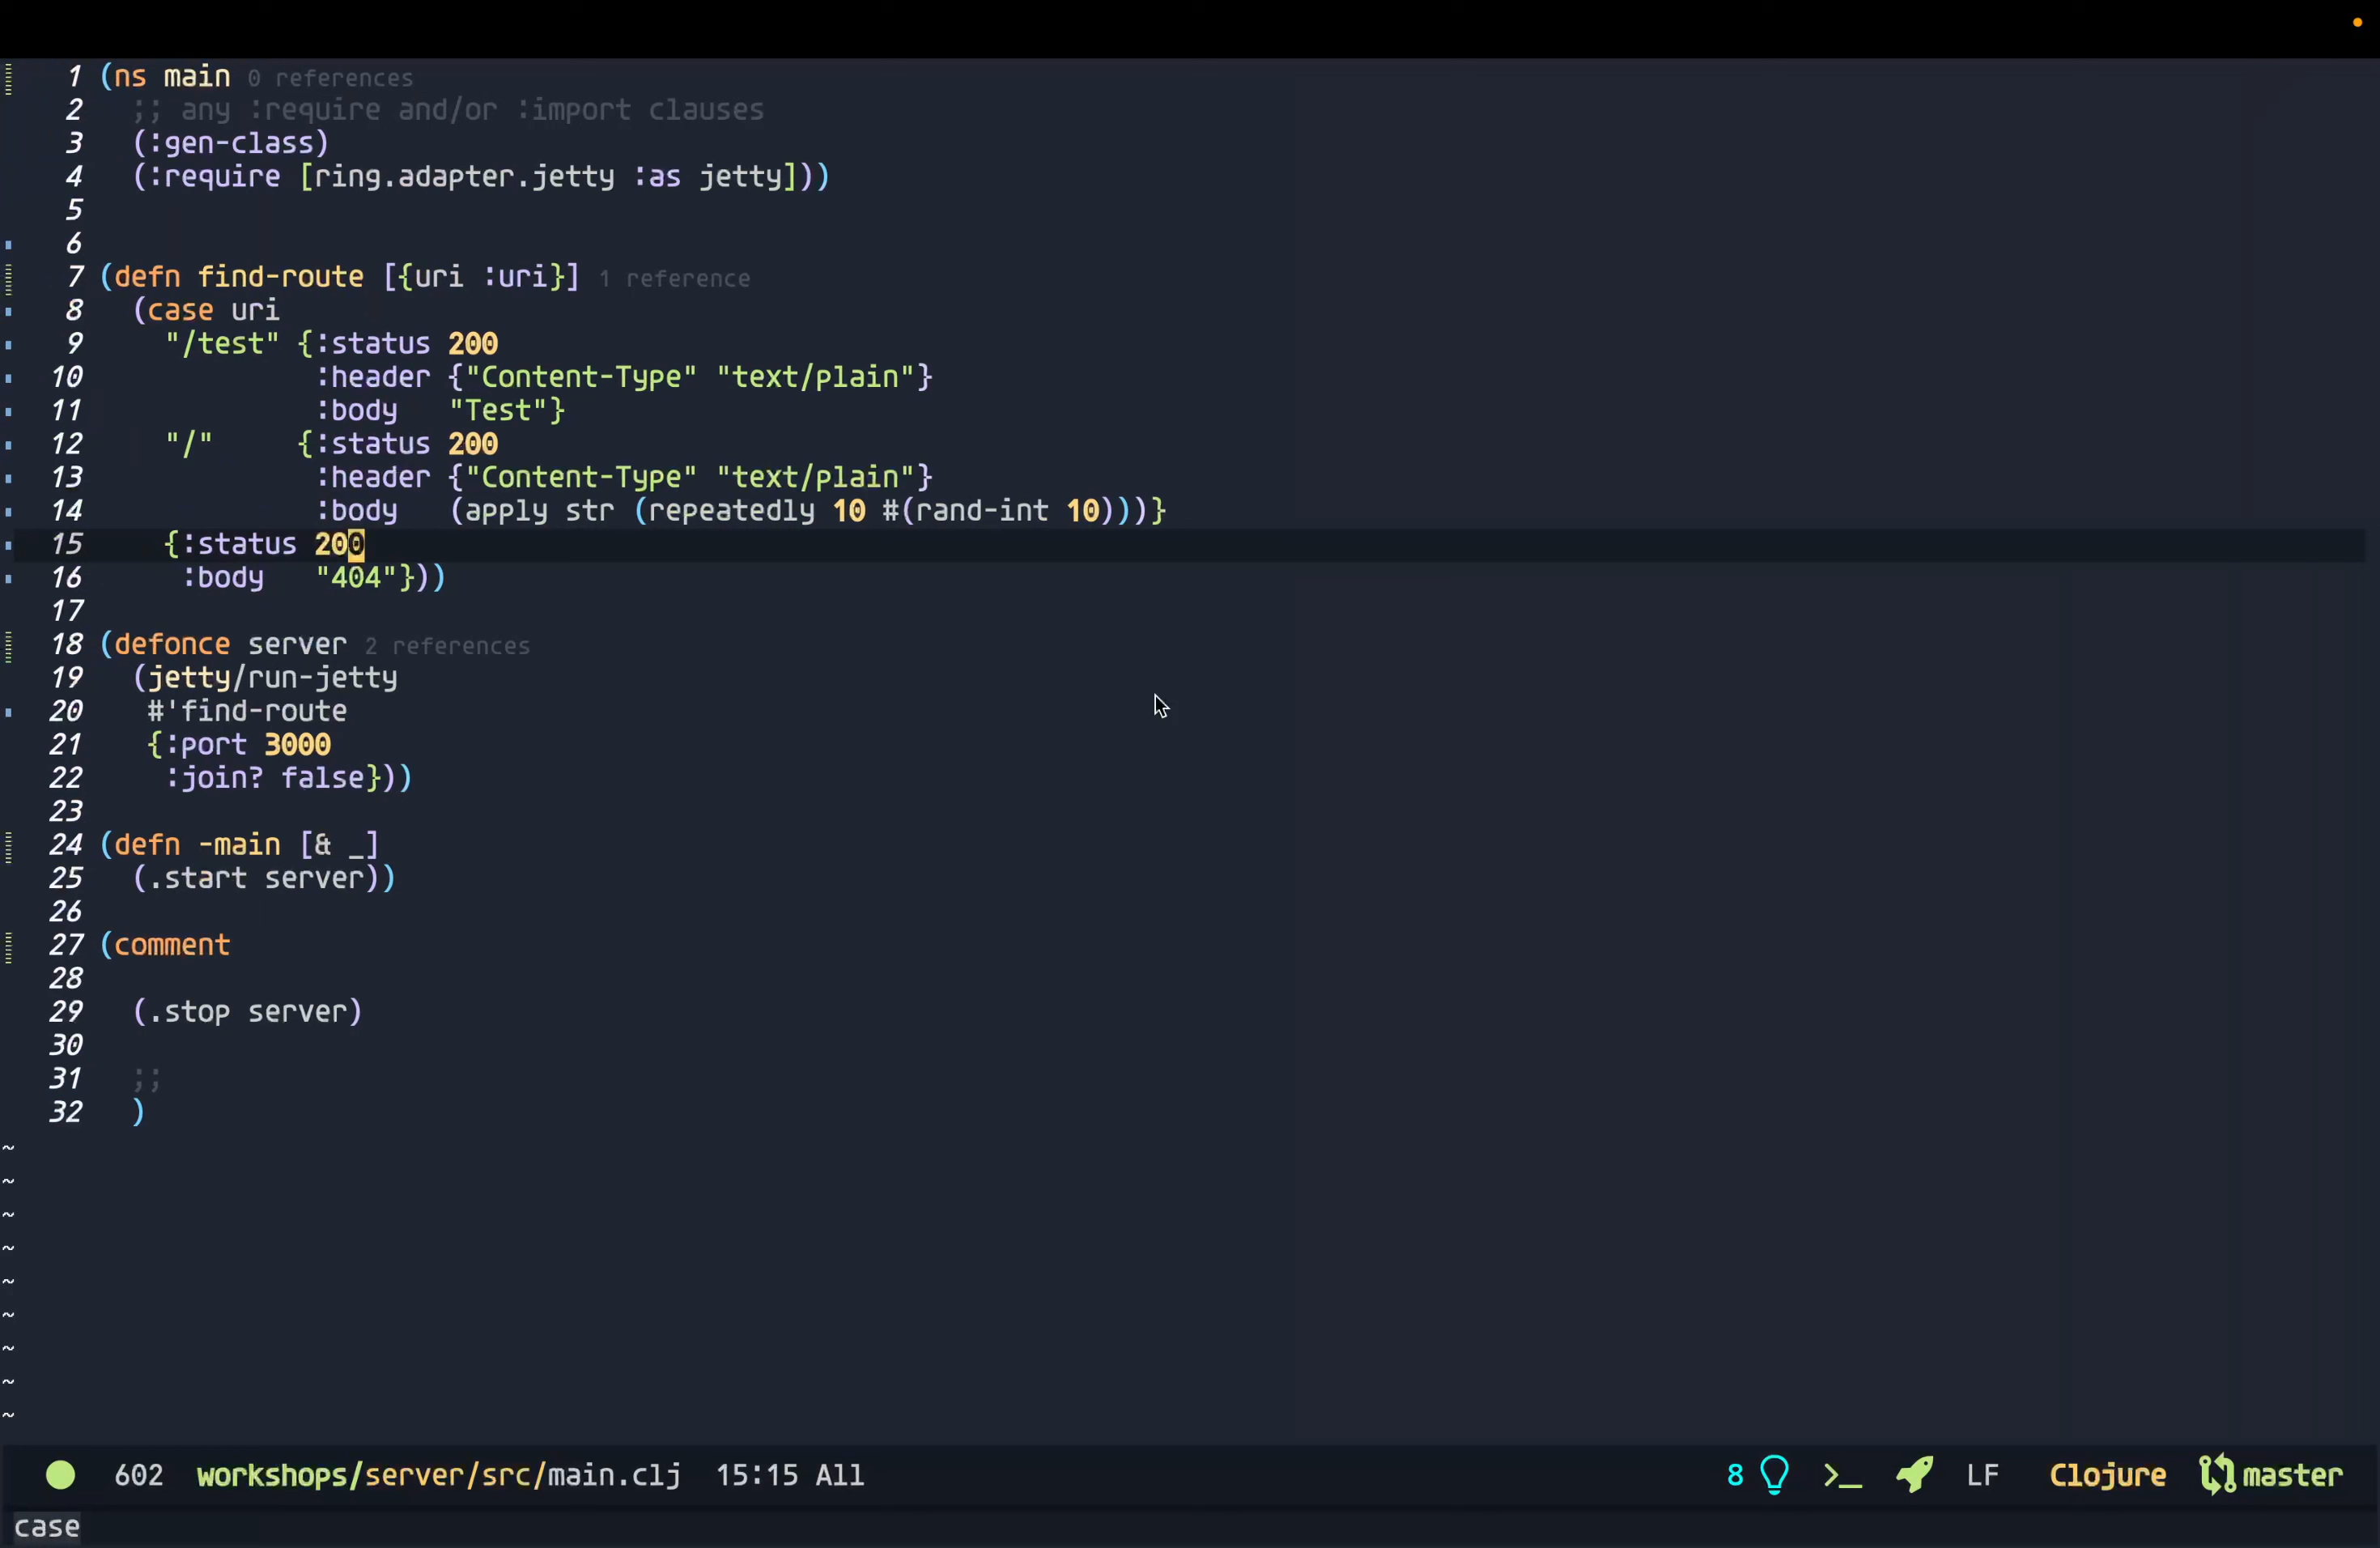 1 (ns main 0 references
2 ;; any :require and/or :import clauses
3 (:gen-class)
4 (:require [ring.adapter.jetty :as jetty]))
5
6
7 (defn find-route [{uri :uri}] 1 reference
8 (case uri
9 "/test" {:status 200
10 :header {"Content-Type" "text/plain"}
11 :body "Test"}
12 "/" {:status 200
13 :header {"Content-Type" "text/plain"}
14 :body (apply str (repeatedly 10 #(rand-int 10)))}
15 {:status 200
16 :body "404"}))
17
18 (defonce server 2 references
19 (jetty/run-jetty
20 #'find-route
21 {:port 3000
22 :join? false}))
23
24 (defn -main [& _]
25 (.start server))
26
27 (comment
28
29 (.stop server)
30
31 ;;
32 )
~
~
~
~
~
~
~
~
~
602 workshops/server/src/main.clj 15:15 All 8 >_ LF Clojure master
case